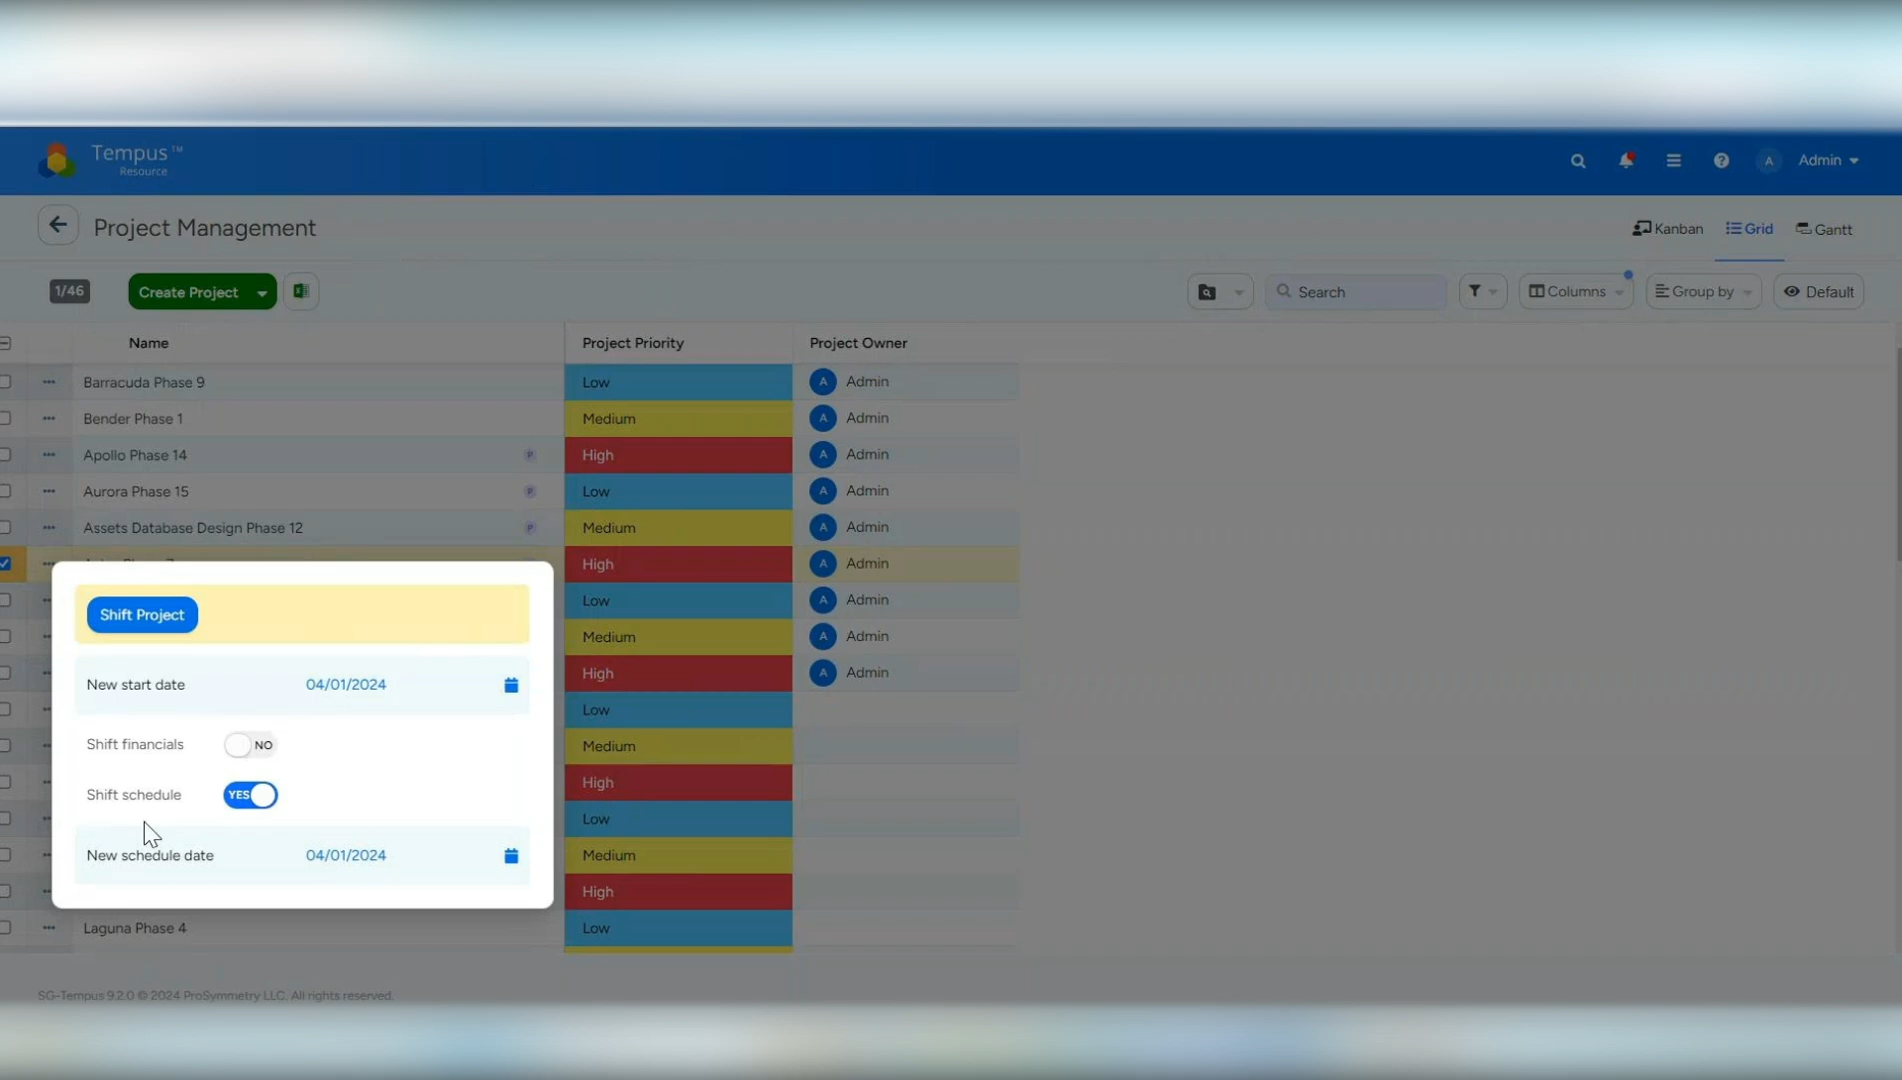 Tempus™
Resource
A Admin
Project Management
Kanban Grid Gantt
1/46 Create Project Search Columns Group by Default
Name Project Priority Project Owner
Barracuda Phase 9 Low A Admin
Bender Phase 1 Medium A Admin
Apollo Phase 14 P High A Admin
Aurora Phase 15 P Low A Admin
Assets Database Design Phase 12 P Medium A Admin
High A Admin
Low A Admin
Medium A Admin
High A Admin
Low
Medium
High
Low
Medium
High
Shift Project
New start date 04/01/2024
Shift financials NO
Shift schedule YES
New schedule date 04/01/2024
Laguna Phase 4 Low
SG-Tempus 9.2.0 © 2024 ProSymmetry LLC. All rights reserved.